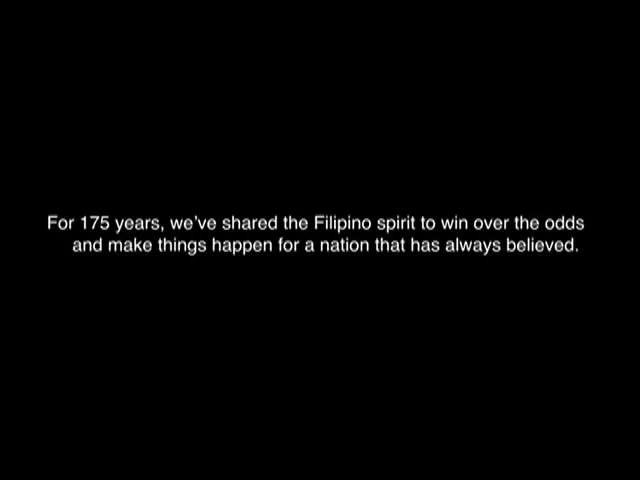 For 175 years, we've shared the Filipino spirit to win over the odds
and make things happen for a nation that has always believed.